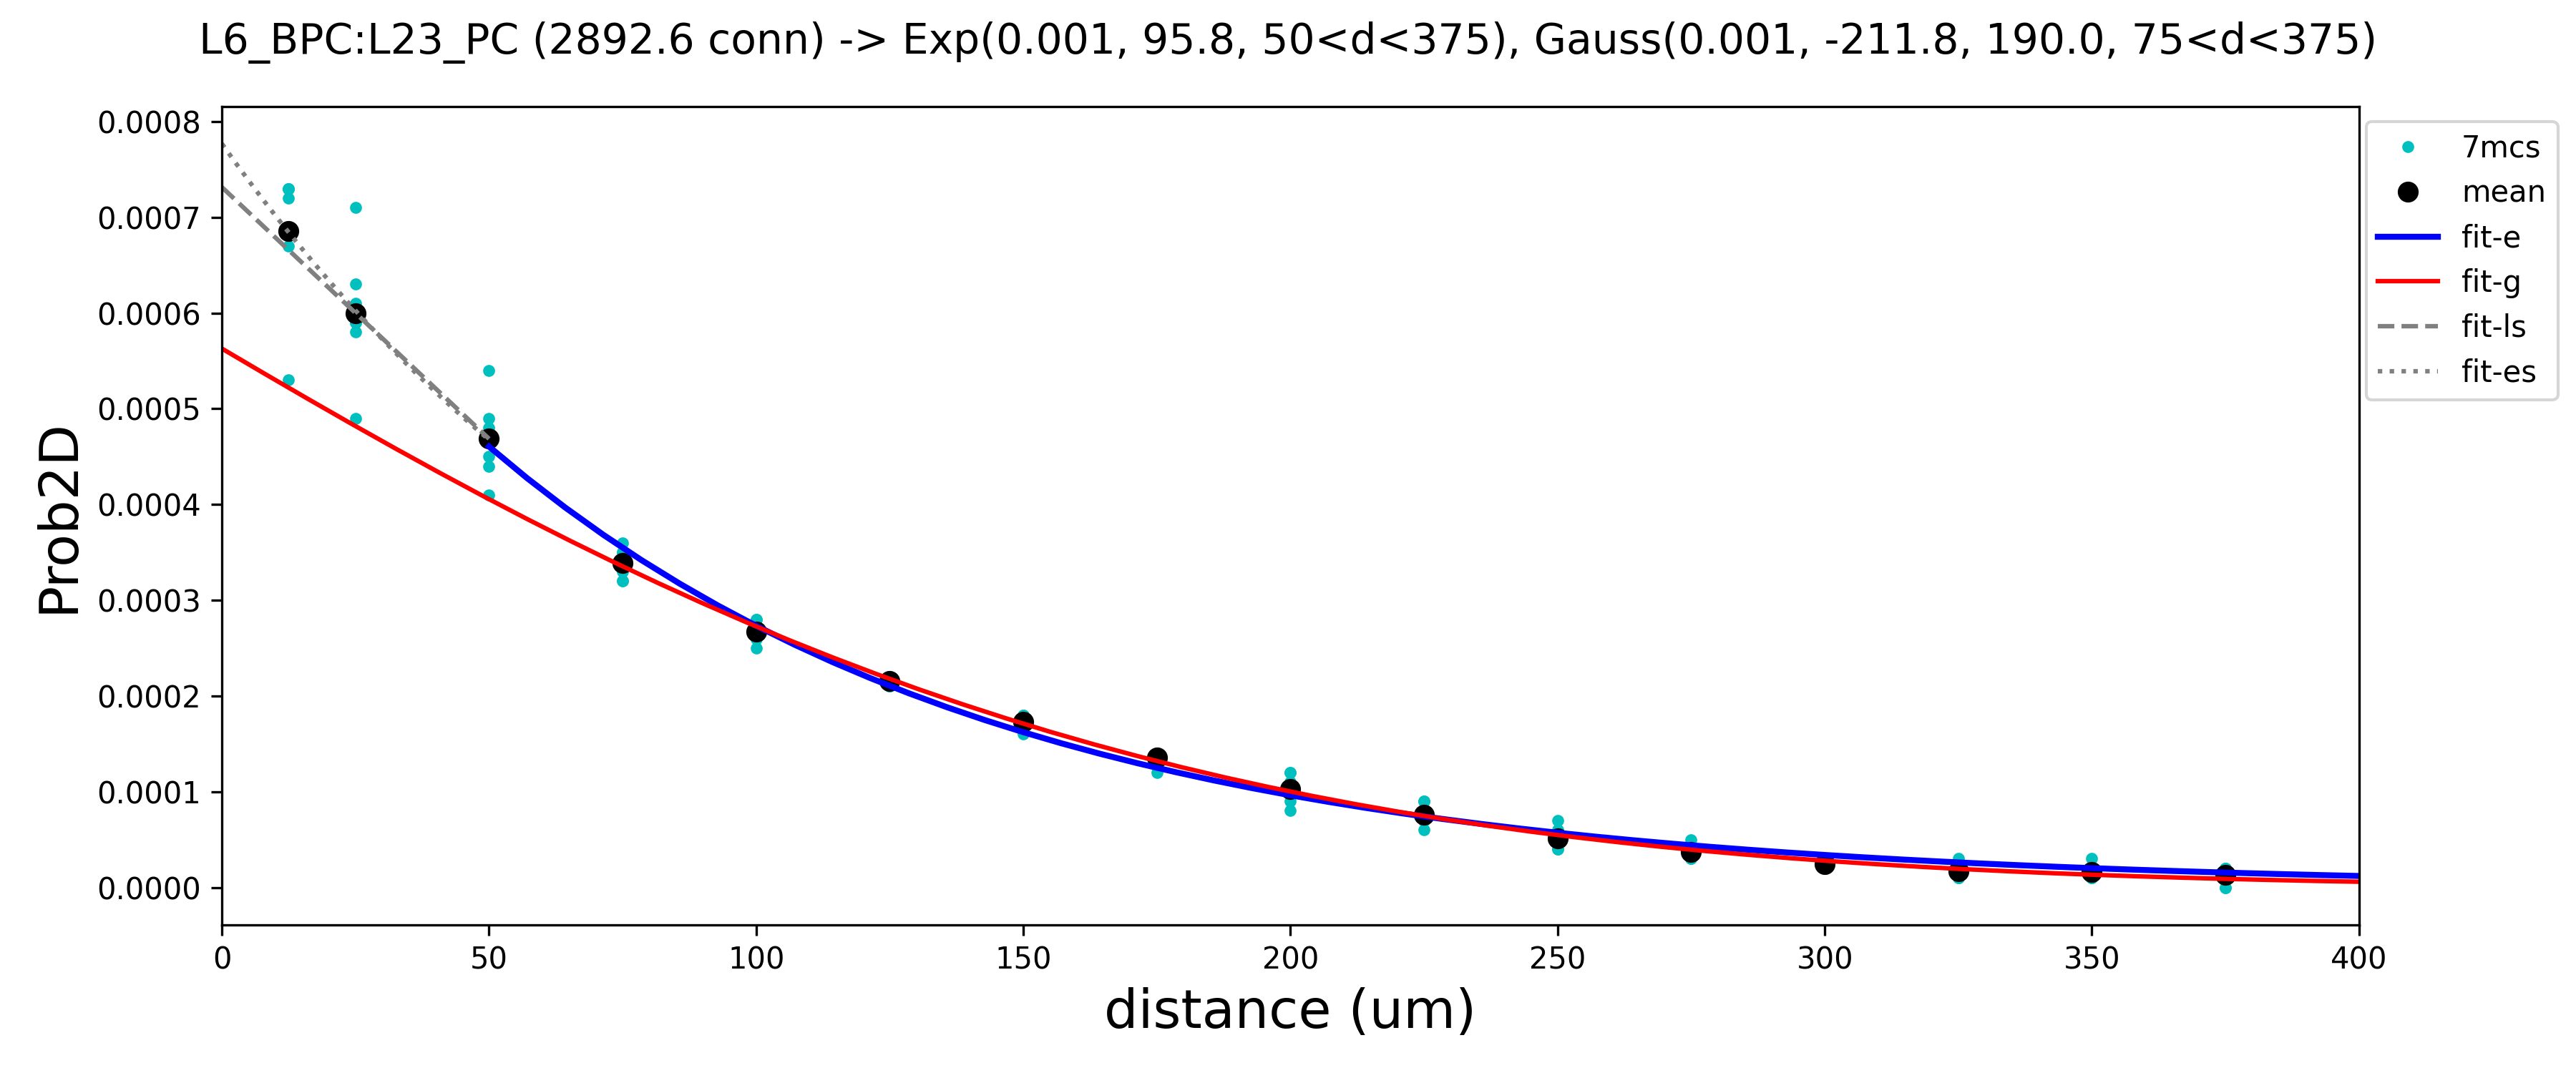 L6_BPC:L23_PC (2892.6 conn) -> Exp(0.001, 95.8, 50<d<375), Gauss(0.001, -211.8, 190.0, 75<d<375)
Prob2D
0.0008
0.0007
0.0006
0.0005
0.0004
0.0003
0.0002
0.0001
0.0000
0 50 100 150 200 250 300 350 400
distance (um)
7mcs
mean
fit-e
fit-g
fit-ls
fit-es